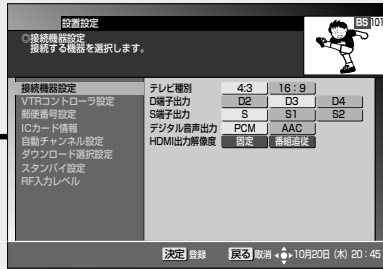 設置設定
BS 101
◎接続機器設定
接続する機器を選択します。
接続機器設定
VTRコントローラ設定
郵便番号設定
ICカード情報
自動チャンネル設定
ダウンロード選択設定
スタンバイ設定
RF入力レベル
テレビ種別 4:3 16:9
D端子出力 D2 D3 D4
S端子出力 S S1 S2
デジタル音声出力 PCM AAC
HDMI出力解像度 固定 番組追従
決定 登録 戻る 取消 10月20日(木) 20:45